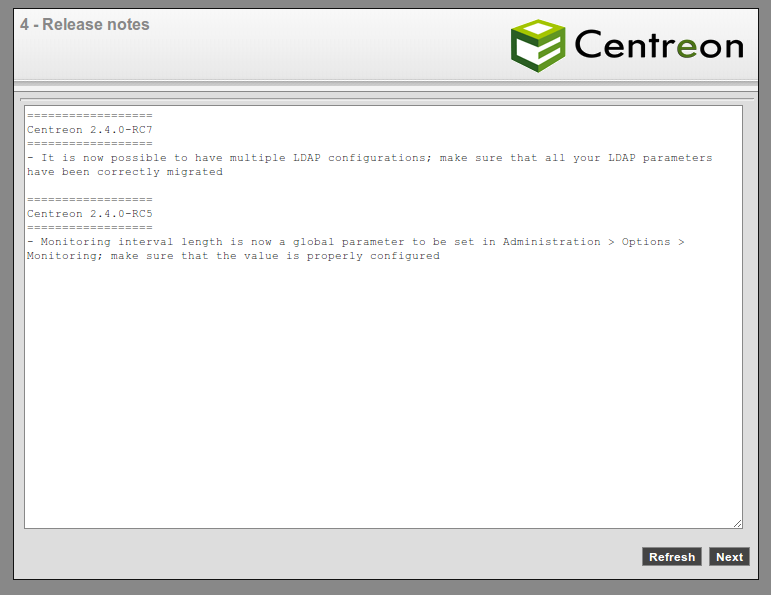 4 - Release notes
Centreon
==================
Centreon 2.4.0-RC7
==================
- It is now possible to have multiple LDAP configurations; make sure that all your LDAP parameters
have been correctly migrated
==================
Centreon 2.4.0-RC5
==================
- Monitoring interval length is now a global parameter to be set in Administration > Options >
Monitoring; make sure that the value is properly configured
Refresh Next